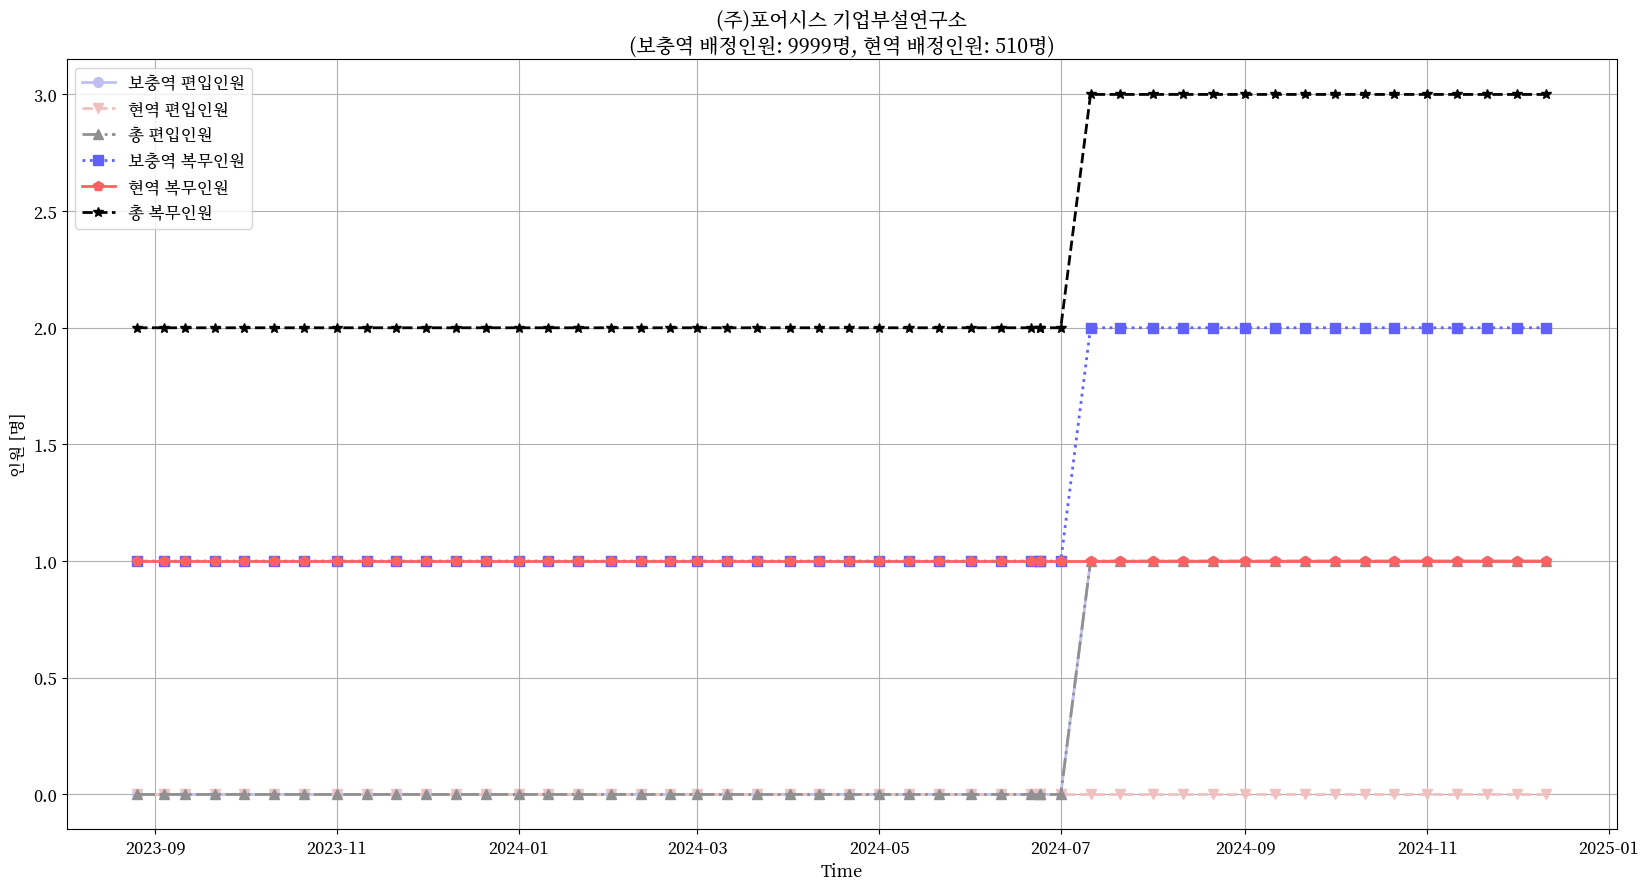 (주)포어시스 기업부설연구소
(보충역 배정인원: 9999명, 현역 배정인원: 510명)
보충역 편입인원
현역 편입인원
총 편입인원
보충역 복무인원
현역 복무인원
총 복무인원
3.0
2.5
2.0
1.5
1.0
0.5
0.0
인원 [명]
2023-09 2023-11 2024-01 2024-03 2024-05 2024-07 2024-09 2024-11 2025-01
Time